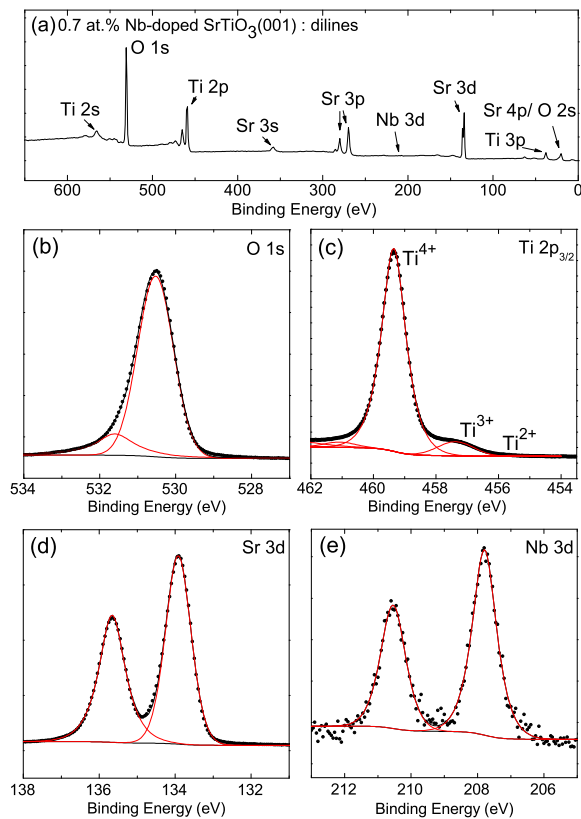 (a) 0.7 at.% Nb-doped SrTiO3(001) : dilines
O 1s
Ti 2s
Ti 2p
Sr 3s
Sr 3p
Nb 3d
Sr 3d
Sr 4p/ O 2s
Ti 3p
600 500 400 300 200 100 0
Binding Energy (eV)
(b) O 1s
534 532 530 528
Binding Energy (eV)
(c) Ti 2p3/2
Ti4+
Ti3+
Ti2+
462 460 458 456 454
Binding Energy (eV)
(d) Sr 3d
138 136 134 132
Binding Energy (eV)
(e) Nb 3d
212 210 208 206
Binding Energy (eV)